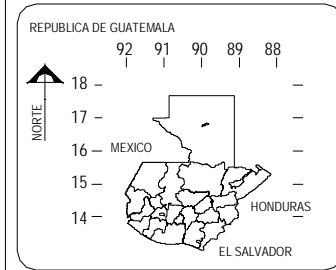 REPUBLICA DE GUATEMALA
92 91 90 89 88
18
NORTE
17
16
MEXICO
15
HONDURAS
14
EL SALVADOR